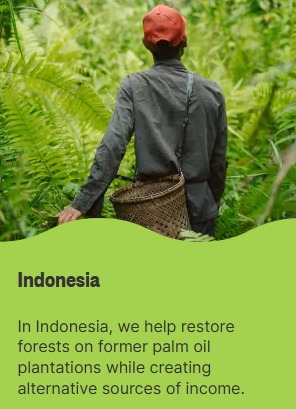 Indonesia
In Indonesia, we help restore
forests on former palm oil
plantations while creating
alternative sources of income.